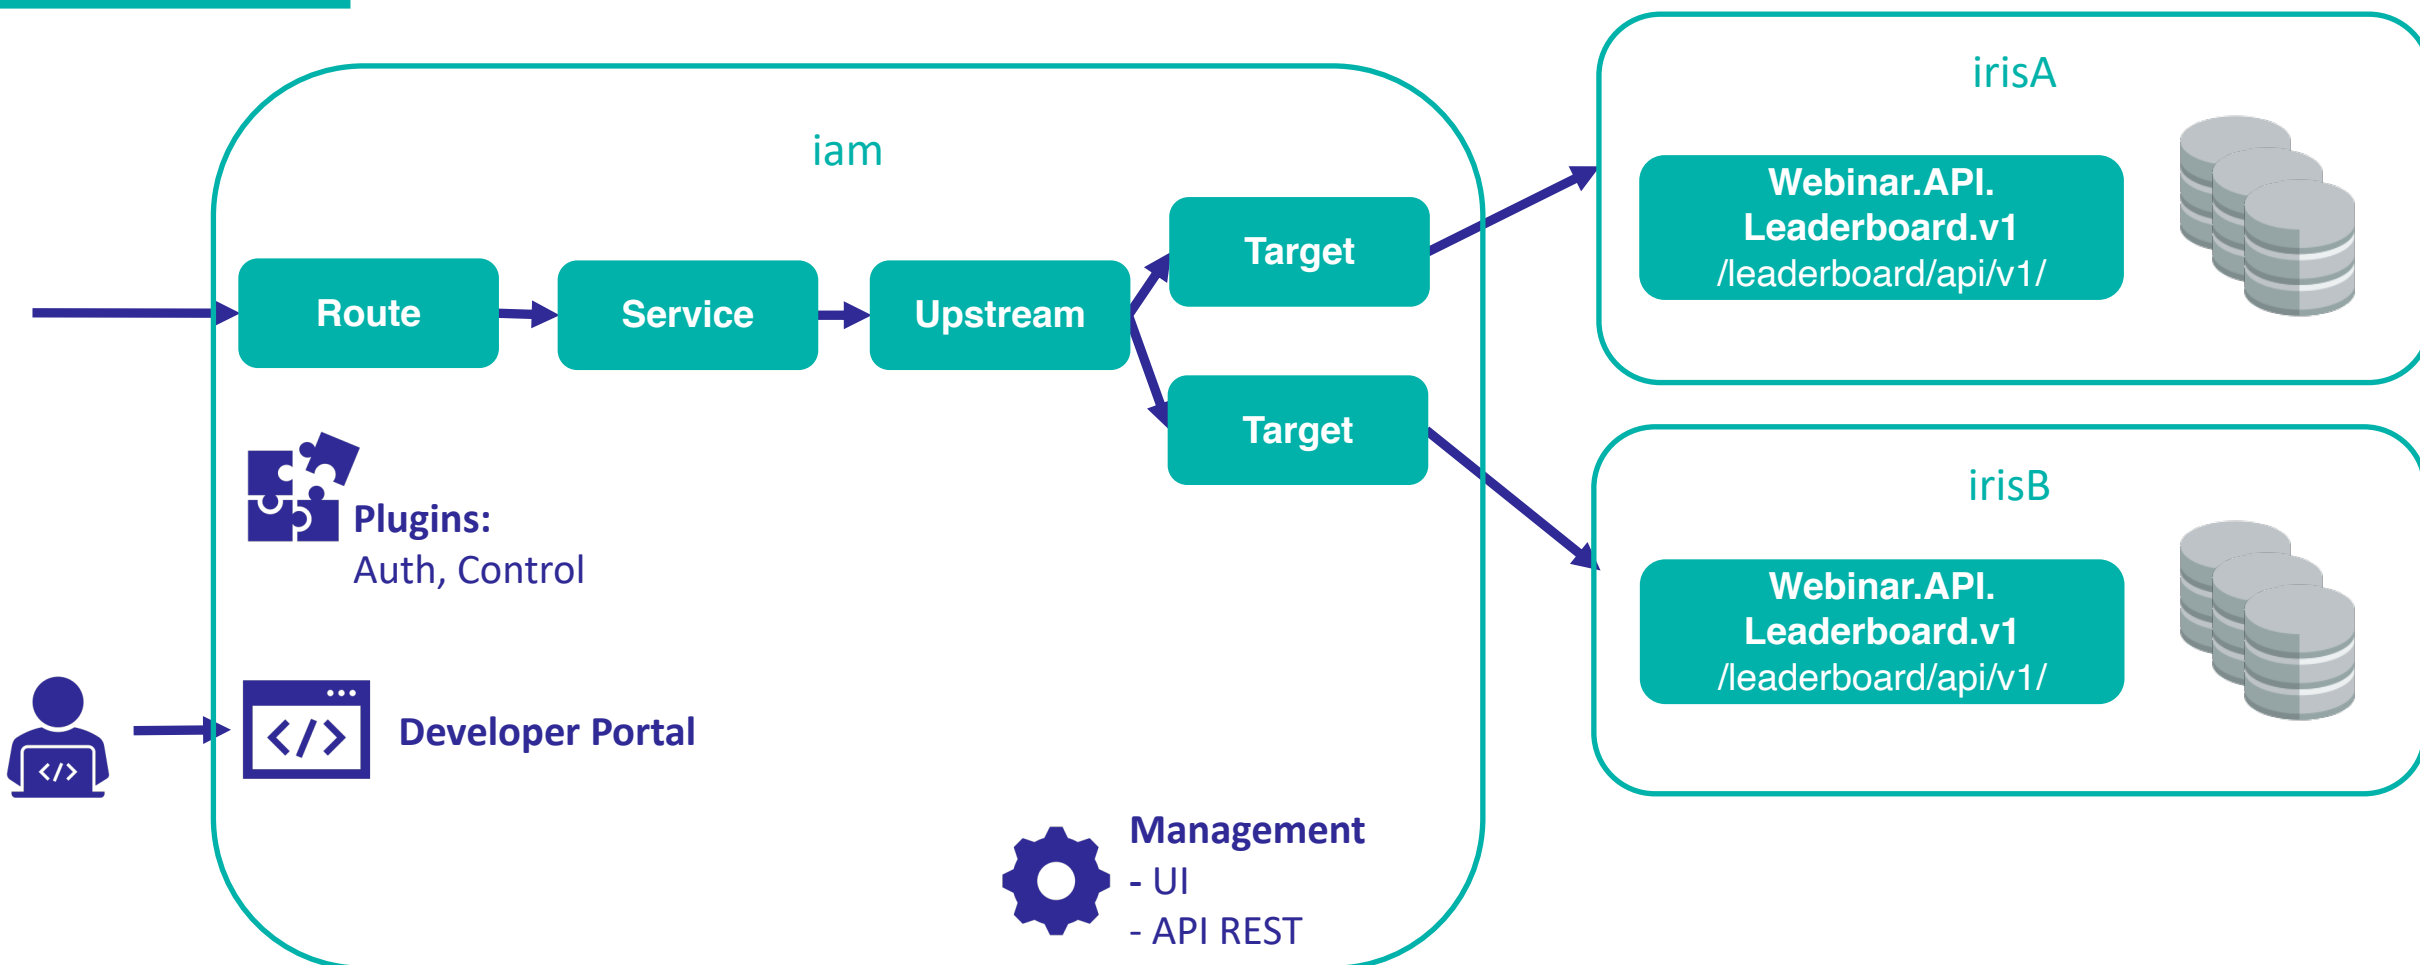 iam
Route
Service
Upstream
Target
Target
Plugins:
Auth, Control
Developer Portal
Management
- UI
- API REST
irisA
Webinar.API.
Leaderboard.v1
/leaderboard/api/v1/
irisB
Webinar.API.
Leaderboard.v1
/leaderboard/api/v1/